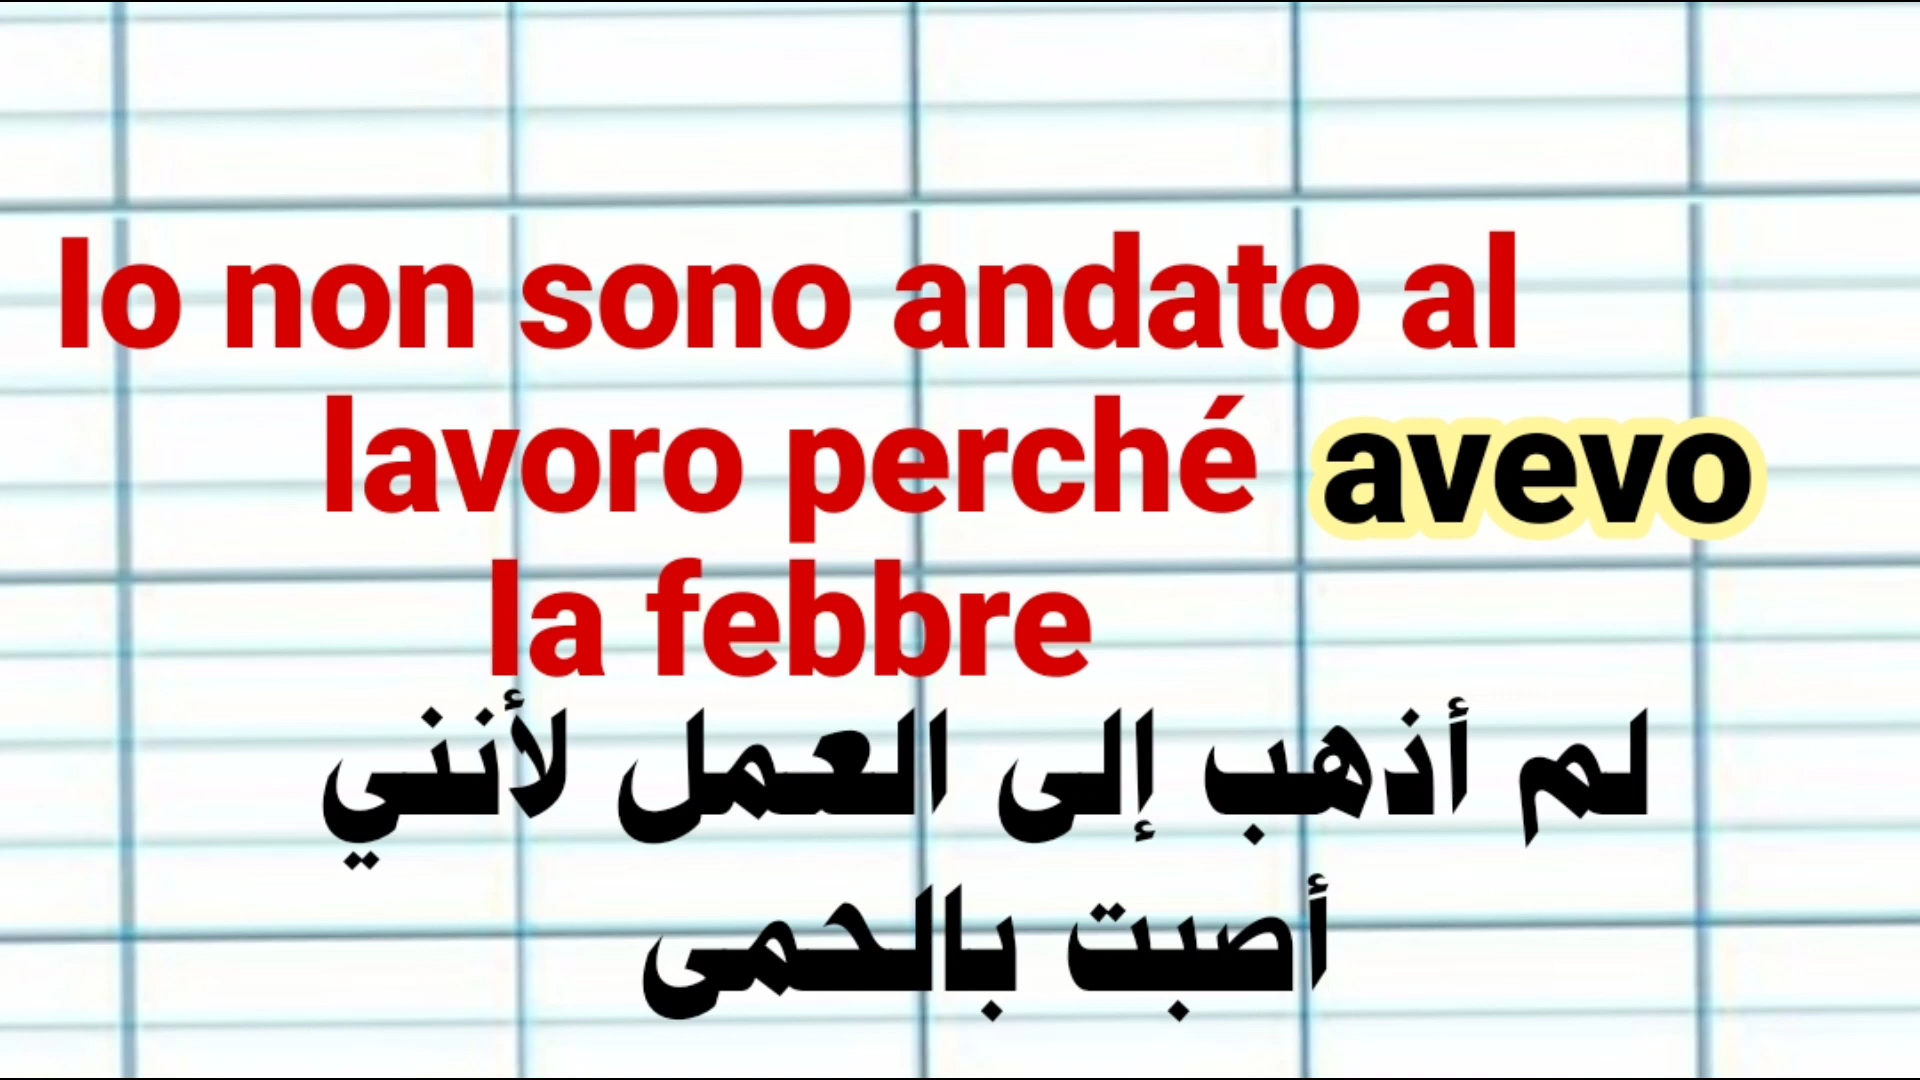 Io non sono andato al
lavoro perché avevo
la febbre
لم أذهب إلى العمل لأنني
أصبت بالحمى